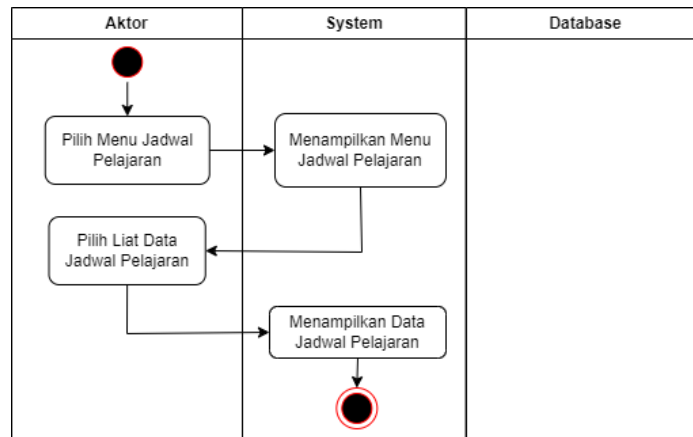 Aktor
System
Database
Pilih Menu Jadwal
Pelajaran
Menampilkan Menu
Jadwal Pelajaran
Pilih Liat Data
Jadwal Pelajaran
Menampilkan Data
Jadwal Pelajaran